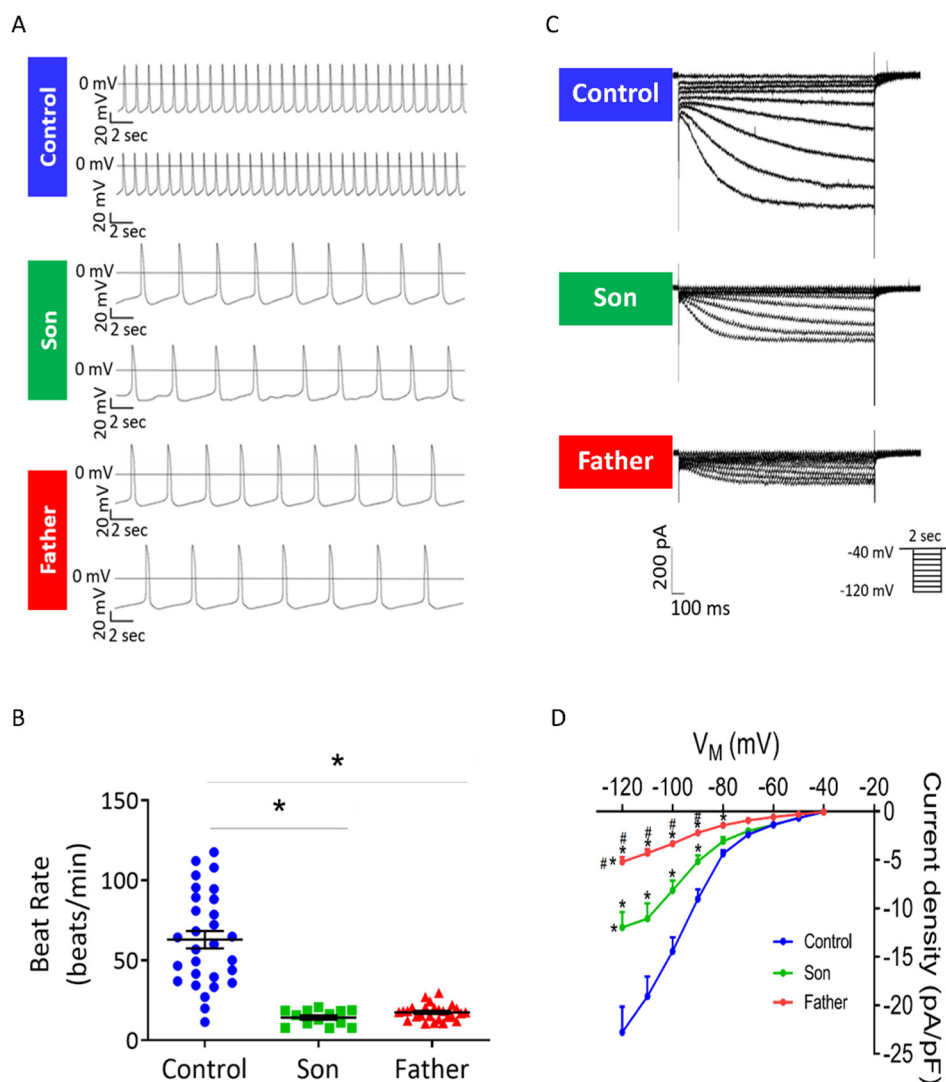 A
Control
0 mV
20 mV
2 sec
0 mV
20 mV
2 sec
Son
0 mV
20 mV
2 sec
0 mV
20 mV
2 sec
Father
0 mV
20 mV
2 sec
0 mV
20 mV
2 sec
C
Control
Son
Father
200 pA
100 ms
2 sec
-40 mV
-120 mV
B
Beat Rate
(beats/min)
150
100
50
0
*
*
Control Son Father
D
VM (mV)
-120 -100 -80 -60 -40 -20
0
-5
-10
-15
-20
-25
Current density (pA/pF)
# # # #
* * * * *
# *
* * * *
*
Control
Son
Father